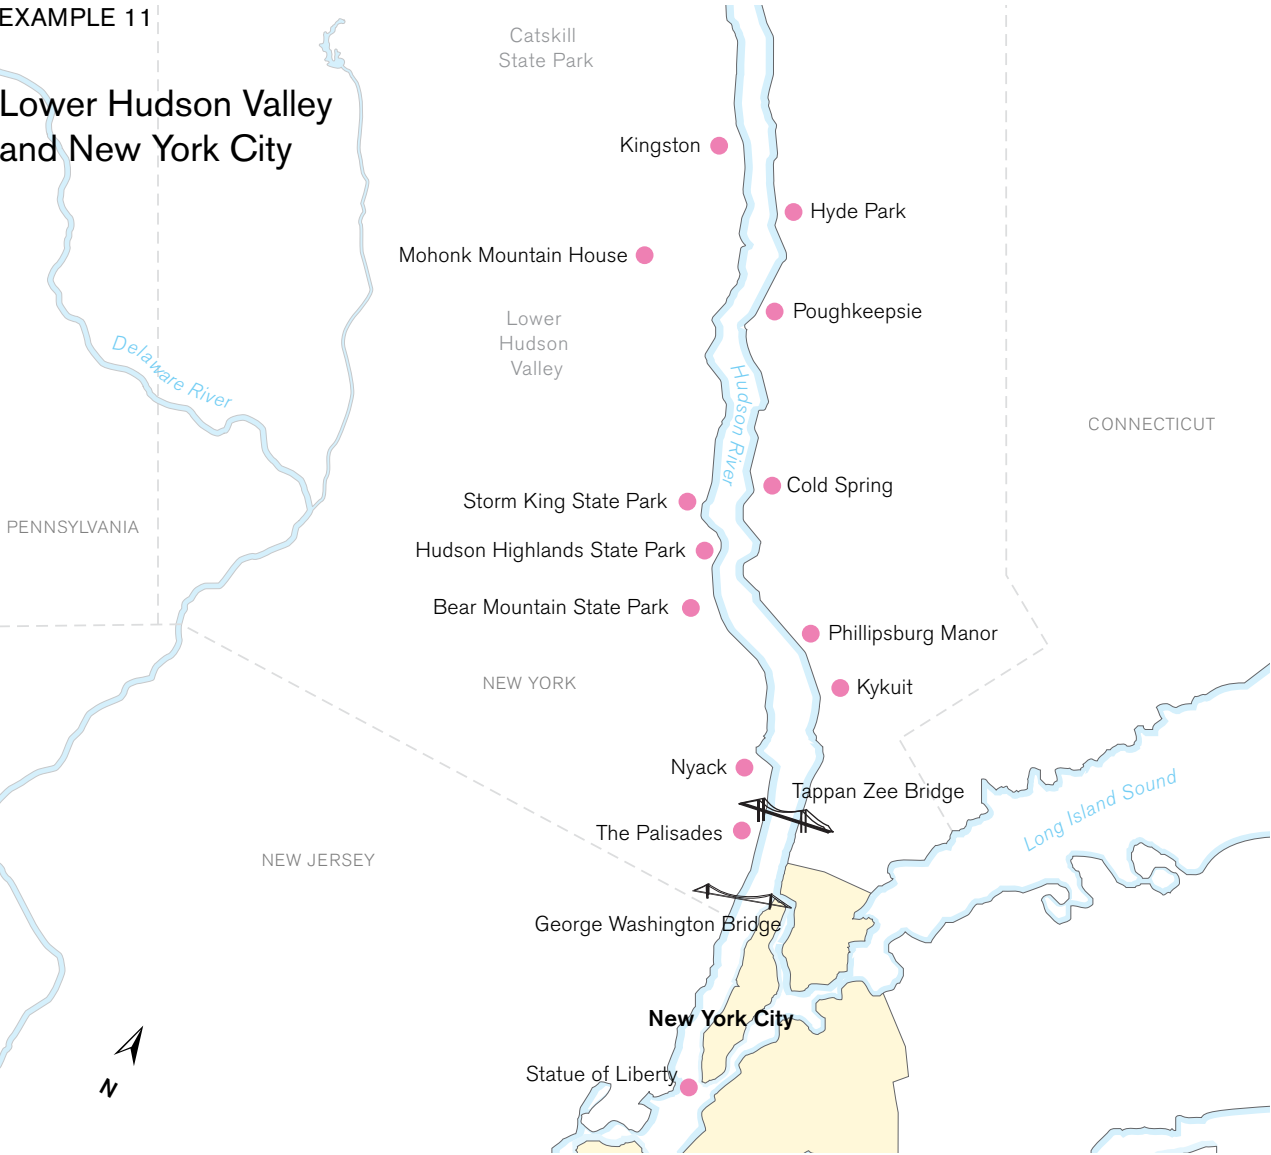 EXAMPLE 11
Catskill
State Park
Lower Hudson Valley
and New York City
Kingston
Hyde Park
Mohonk Mountain House
Poughkeepsie
Lower
Hudson
Valley
Delaware River
Hudson River
CONNECTICUT
Cold Spring
Storm King State Park
PENNSYLVANIA
Hudson Highlands State Park
Bear Mountain State Park
Phillipsburg Manor
NEW YORK
Kykuit
Nyack
Tappan Zee Bridge
Long Island Sound
The Palisades
NEW JERSEY
George Washington Bridge
New York City
Statue of Liberty
N